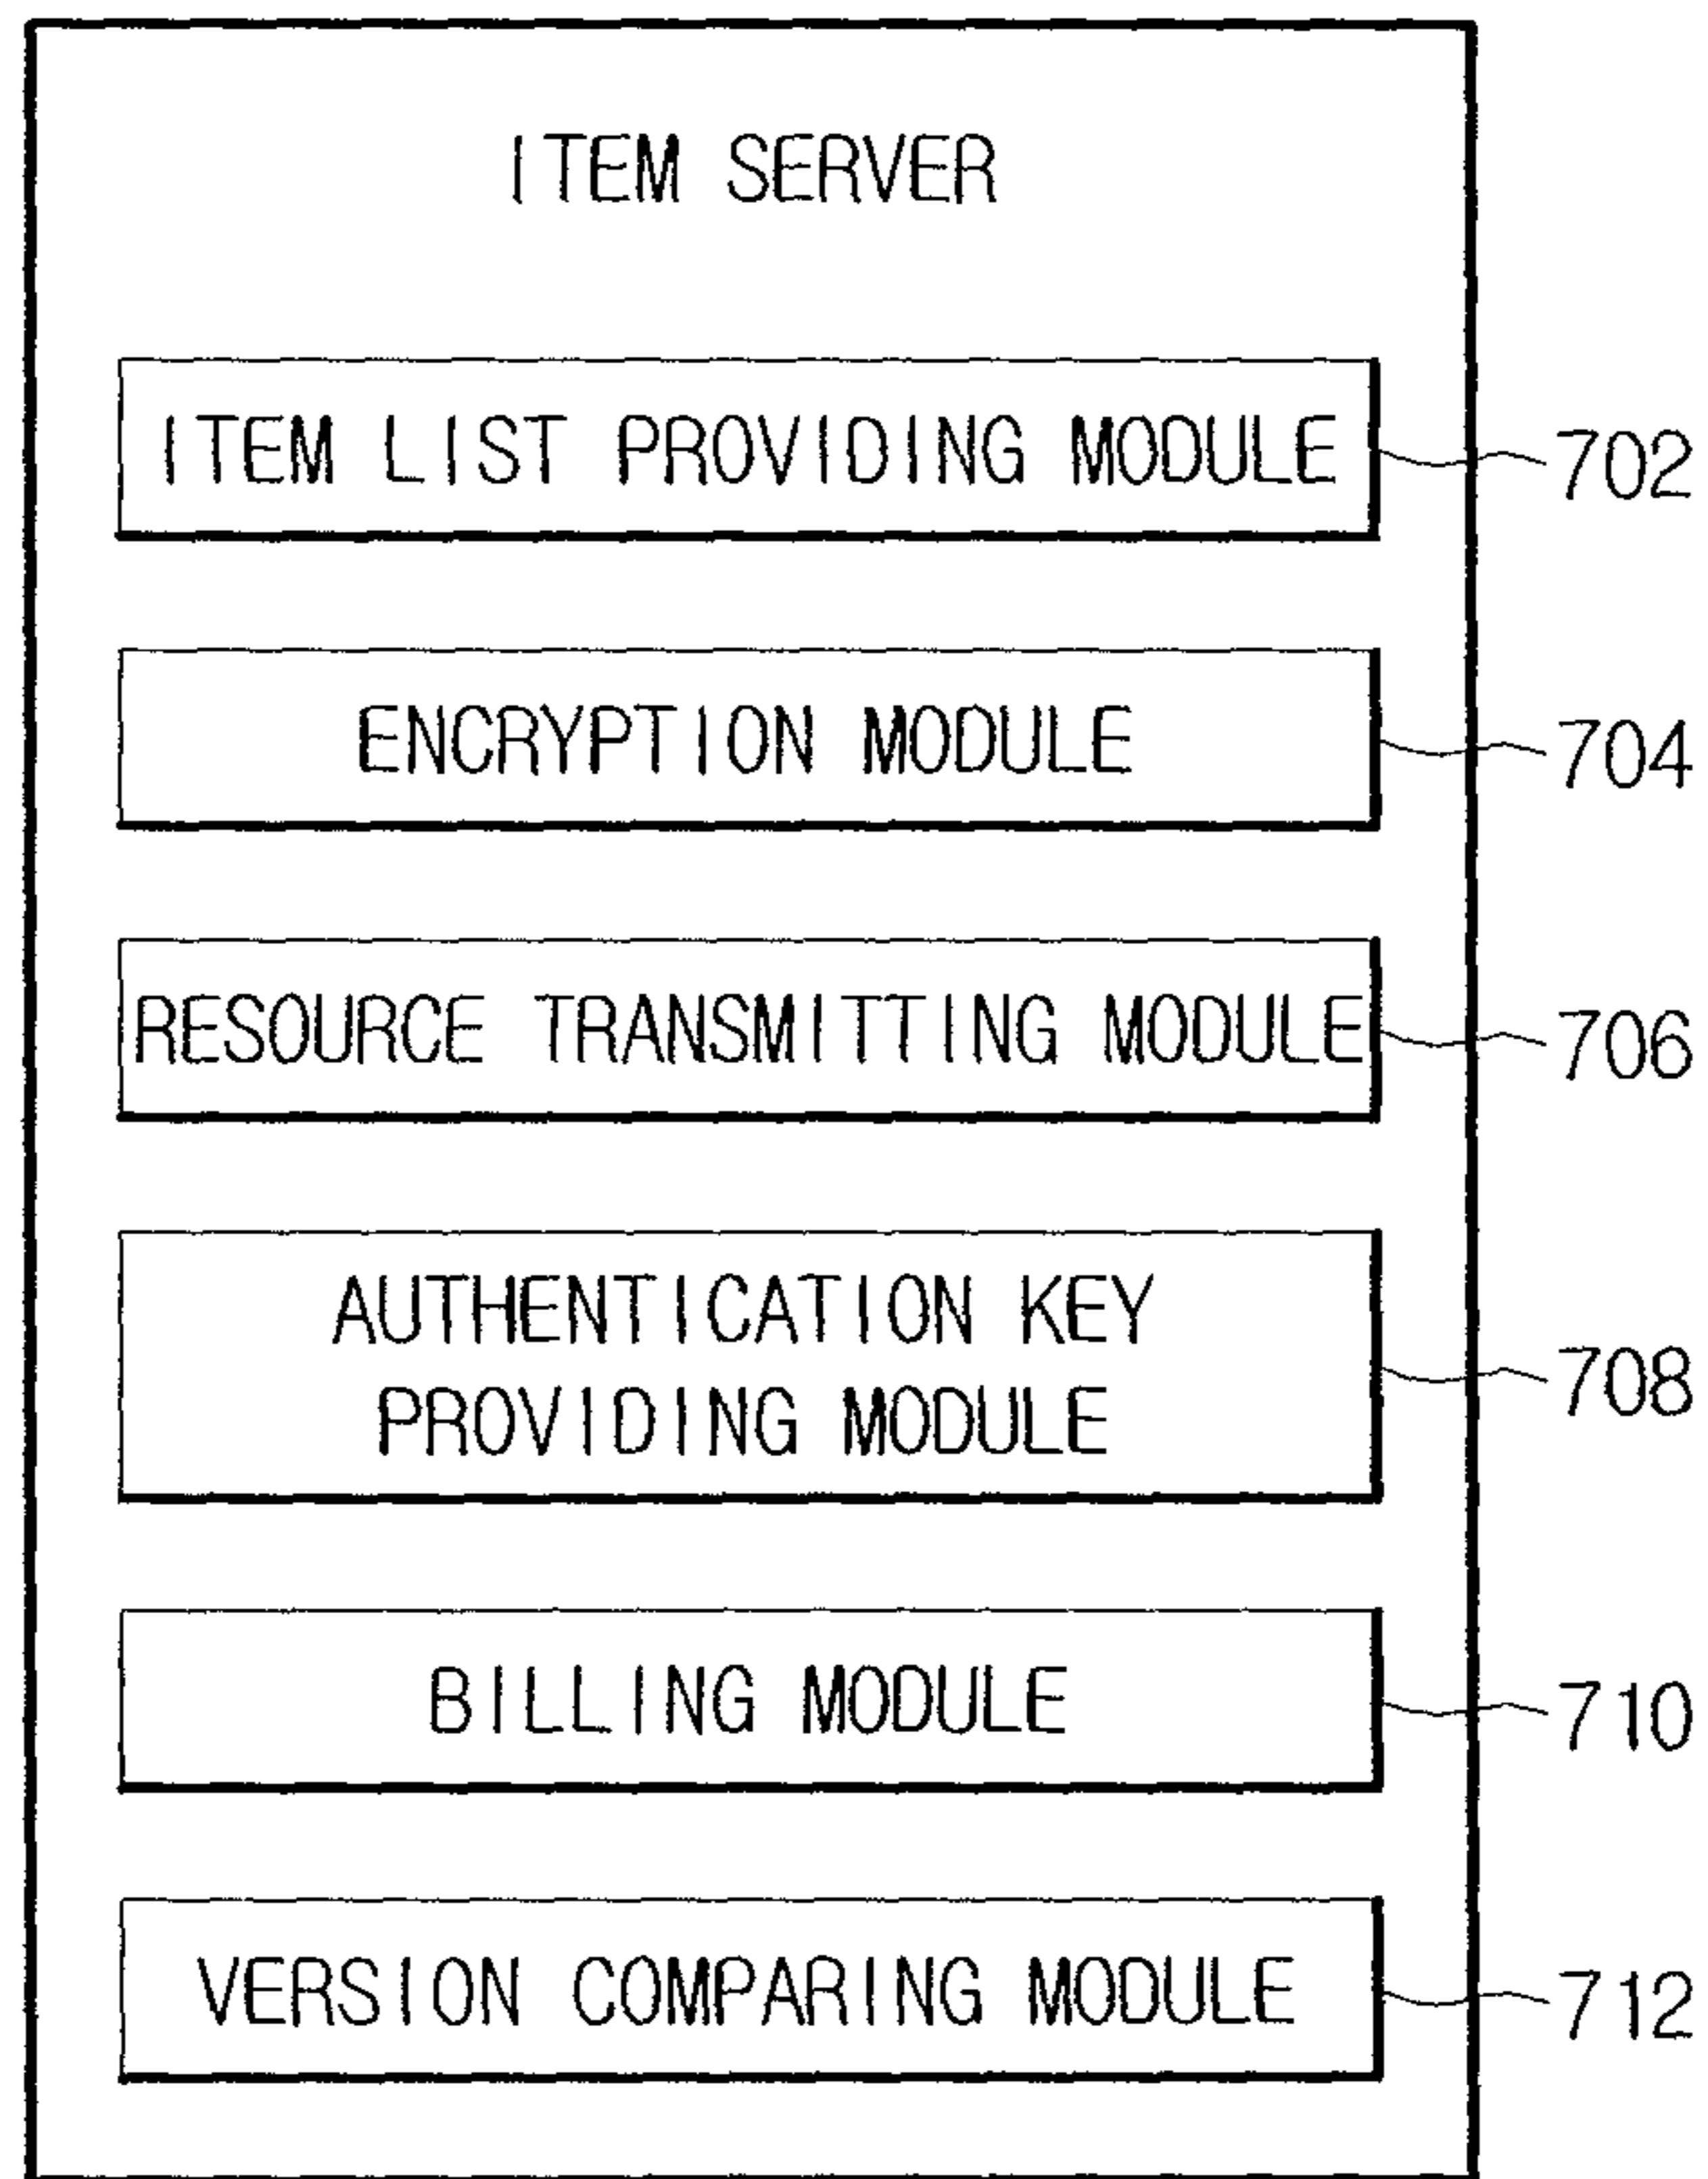 ITEM SERVER
ITEM LIST PROVIDING MODULE 702
ENCRYPTION MODULE 704
RESOURCE TRANSMITTING MODULE 706
AUTHENTICATION KEY
PROVIDING MODULE 708
BILLING MODULE 710
VERSION COMPARING MODULE 712